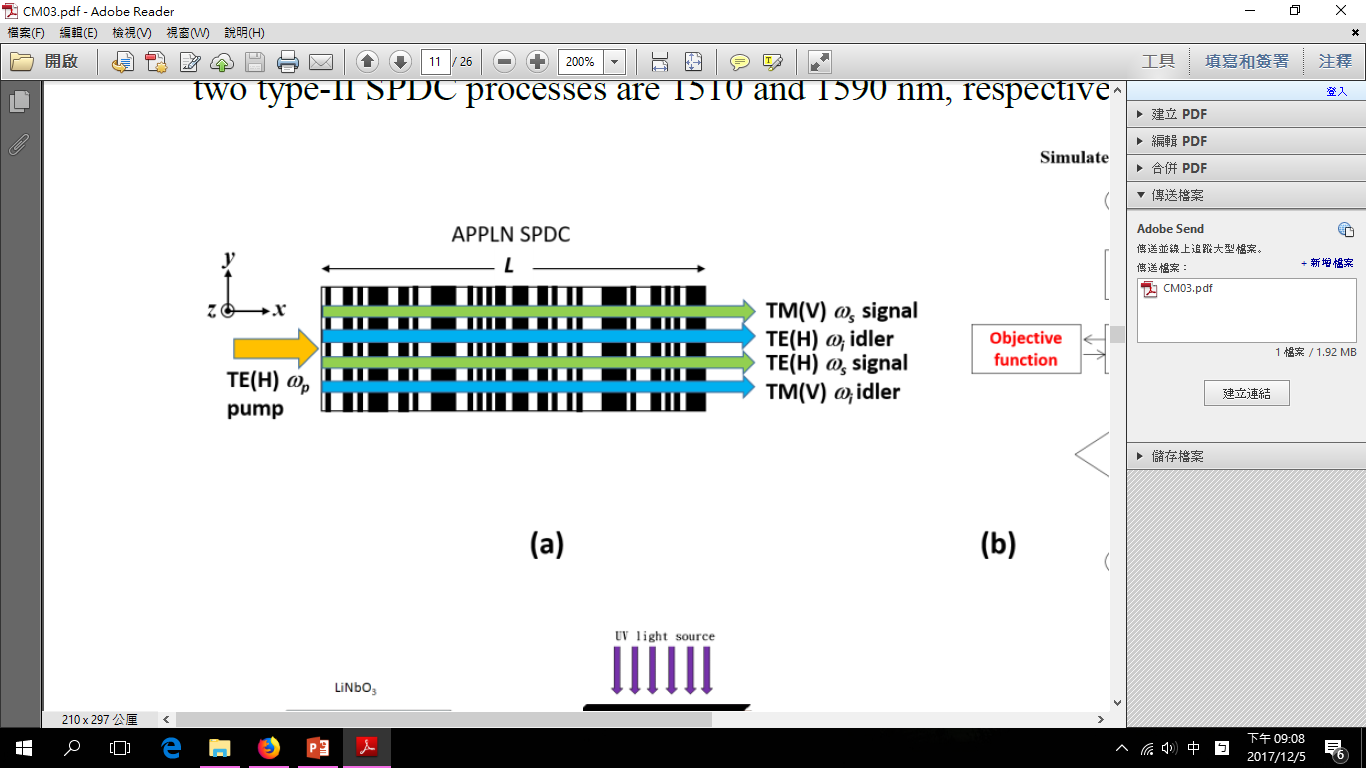 CM03.pdf - Adobe Reader
檔案(F) 編輯(E) 檢視(V) 視窗(W) 說明(H)
開啟 11 / 26 200% 工具 填寫和簽署 注釋
two type-II SPDC processes are 1510 and 1590 nm, respective
Simulate
APPLN SPDC
L
y
z x
TE(H) ωp
pump
TM(V) ωs signal
TE(H) ωi idler
TE(H) ωs signal
TM(V) ωi idler
Objective
function
(a)
(b)
UV light source
LiNbO3
登入
建立 PDF
編輯 PDF
合併 PDF
傳送檔案
Adobe Send
傳送並線上追蹤大型檔案。
傳送檔案：
+ 新增檔案
CM03.pdf
1 檔案 / 1.92 MB
建立連結
儲存檔案
210 x 297 公厘
中
下午 09:08
2017/12/5
6